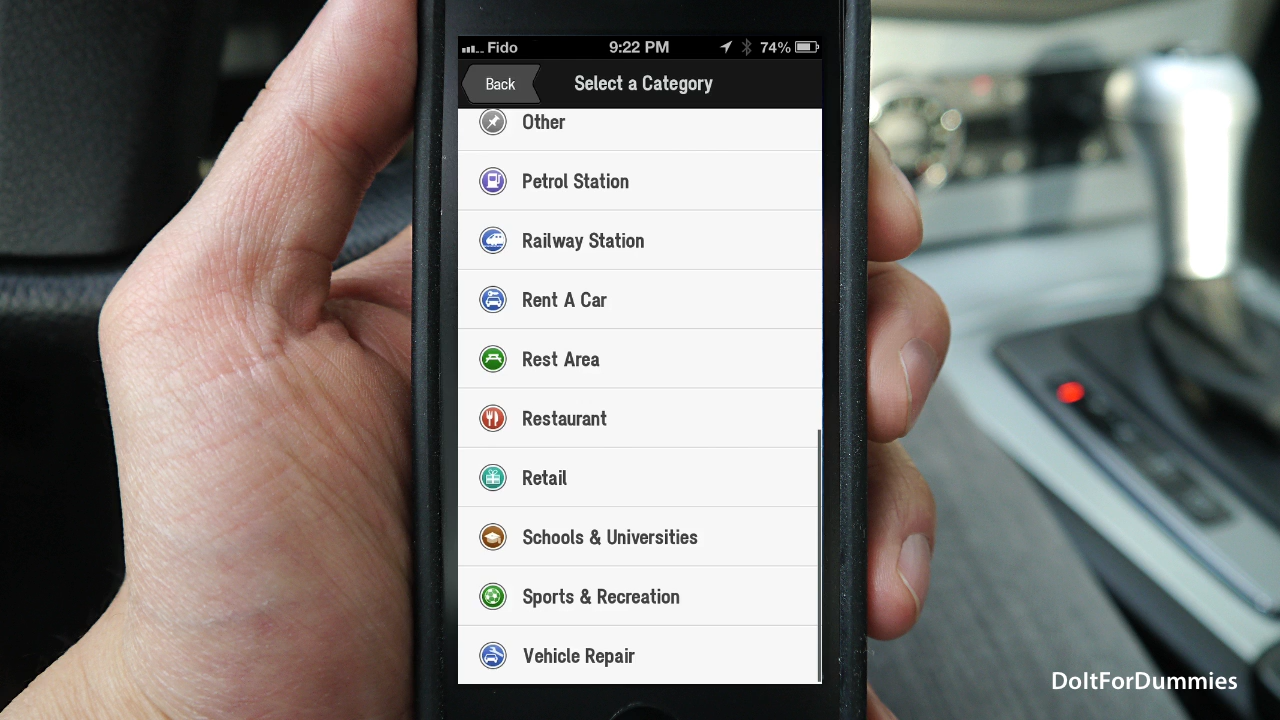 Fido 9:22 PM 74%
Back Select a Category
Other
Petrol Station
Railway Station
Rent A Car
Rest Area
Restaurant
Retail
Schools & Universities
Sports & Recreation
Vehicle Repair
DoItForDummies